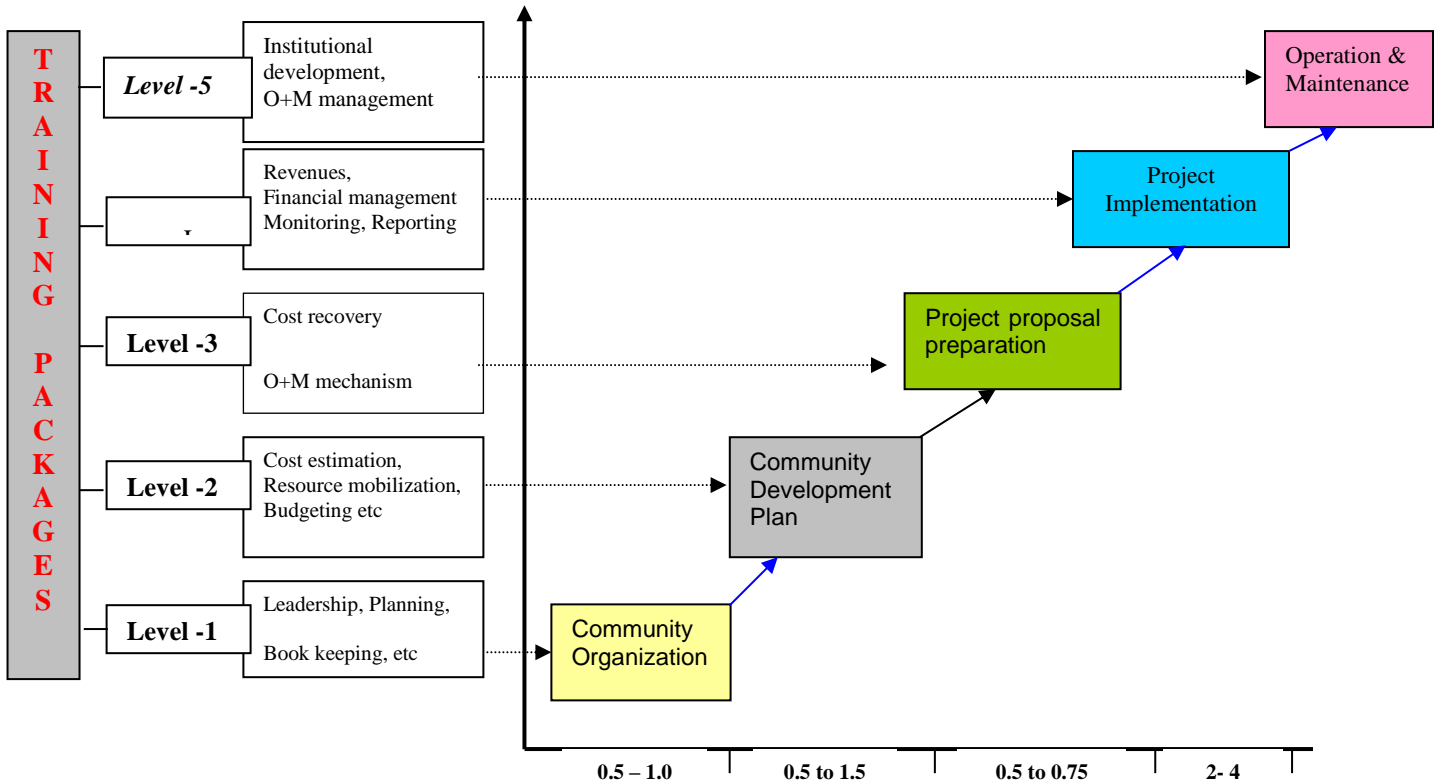 TRAINING PACKAGES
Level -5
Institutional
development,
O+M management
Operation &
Maintenance
Revenues,
Financial management
Monitoring, Reporting
Project
Implementation
Level -3
Cost recovery
O+M mechanism
Project proposal
preparation
Level -2
Cost estimation,
Resource mobilization,
Budgeting etc
Community
Development
Plan
Level -1
Leadership, Planning,
Book keeping, etc
Community
Organization
0.5 – 1.0
0.5 to 1.5
0.5 to 0.75
2- 4